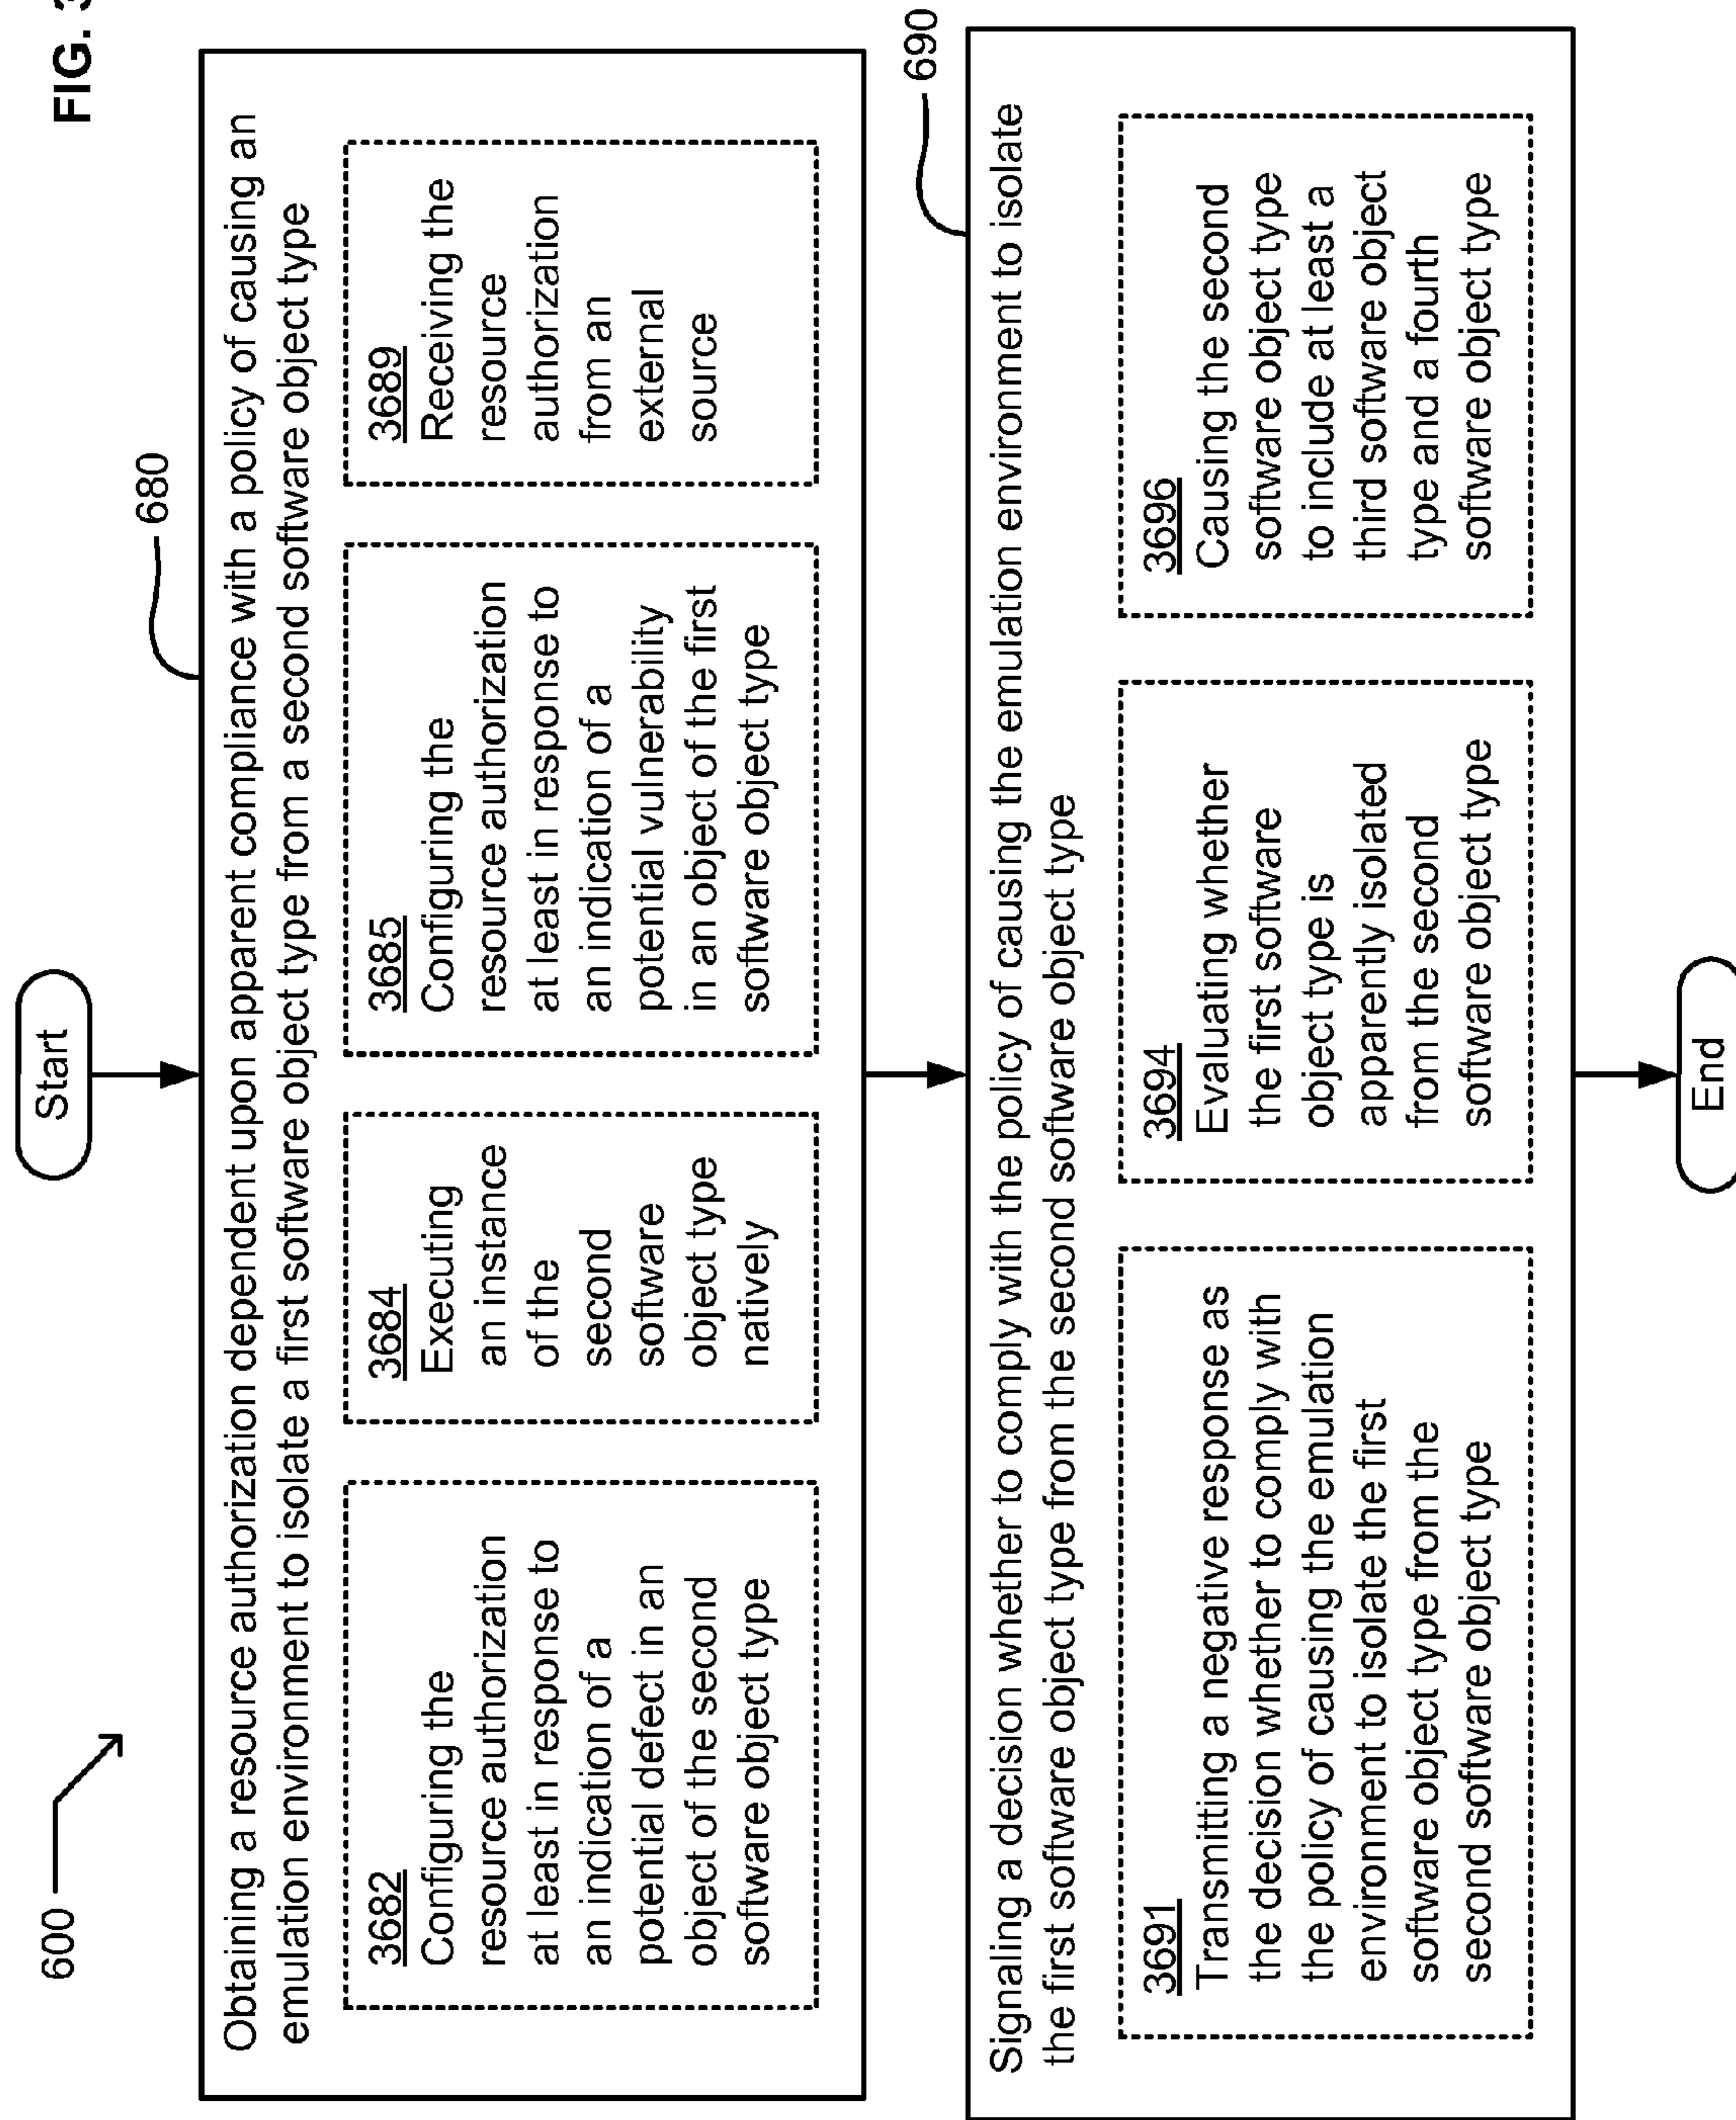 FIG. 3
600
Start
680
Obtaining a resource authorization dependent upon apparent compliance with a policy of causing an
emulation environment to isolate a first software object type from a second software object type
3682
Configuring the
resource authorization
at least in response to
an indication of a
potential defect in an
object of the second
software object type
3684
Executing
an instance
of the
second
software
object type
natively
3685
Configuring the
resource authorization
at least in response to
an indication of a
potential vulnerability
in an object of the first
software object type
3689
Receiving the
resource
authorization
from an
external
source
690
Signaling a decision whether to comply with the policy of causing the emulation environment to isolate
the first software object type from the second software object type
3691
Transmitting a negative response as
the decision whether to comply with
the policy of causing the emulation
environment to isolate the first
software object type from the
second software object type
3694
Evaluating whether
the first software
object type is
apparently isolated
from the second
software object type
3696
Causing the second
software object type
to include at least a
third software object
type and a fourth
software object type
End